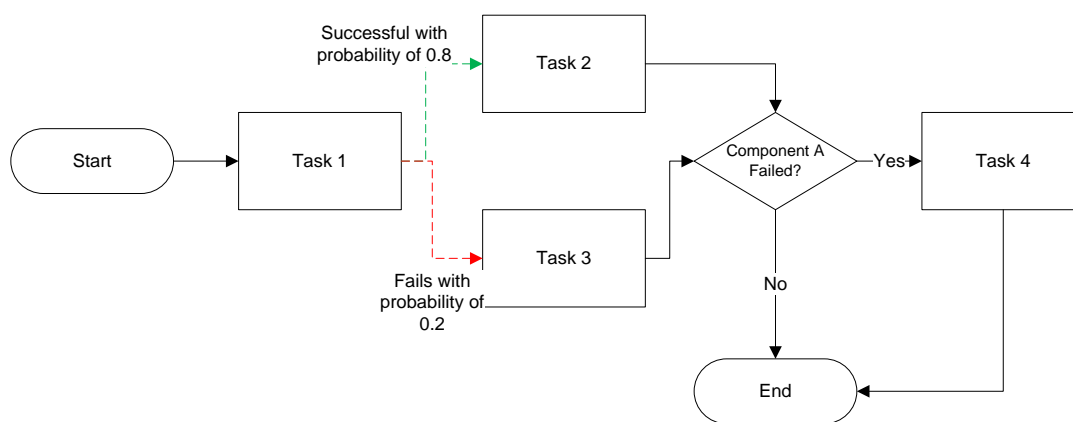 Successful with
probability of 0.8
Task 2
Start
Task 1
Component A
Failed?
Yes
Task 4
Task 3
Fails with
probability of
0.2
No
End